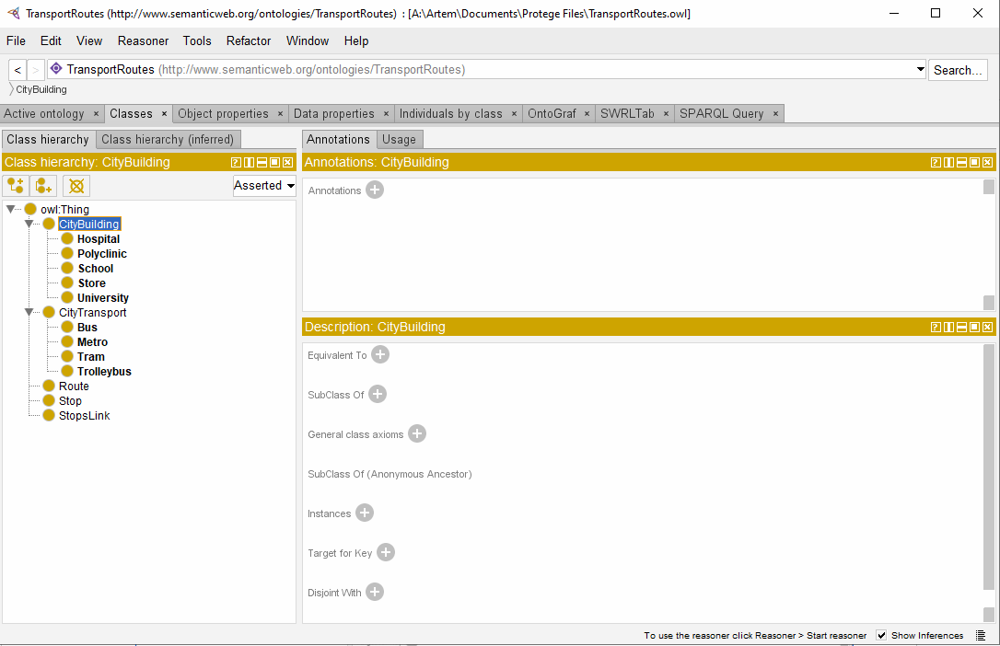 TransportRoutes (http://www.semanticweb.org/ontologies/TransportRoutes) : [A:\Artem\Documents\Protege Files\TransportRoutes.owl]
File Edit View Reasoner Tools Refactor Window Help
< > TransportRoutes (http://www.semanticweb.org/ontologies/TransportRoutes) Search...
CityBuilding
Active ontology × Classes × Object properties × Data properties × Individuals by class × OntoGraf × SWRLTab × SPARQL Query ×
Class hierarchy Class hierarchy (inferred) Annotations Usage
Class hierarchy: CityBuilding
Asserted
owl:Thing
CityBuilding
Hospital
Polyclinic
School
Store
University
CityTransport
Bus
Metro
Tram
Trolleybus
Route
Stop
StopsLink
Annotations: CityBuilding
Annotations
Description: CityBuilding
Equivalent To
SubClass Of
General class axioms
SubClass Of (Anonymous Ancestor)
Instances
Target for Key
Disjoint With
To use the reasoner click Reasoner > Start reasoner Show Inferences